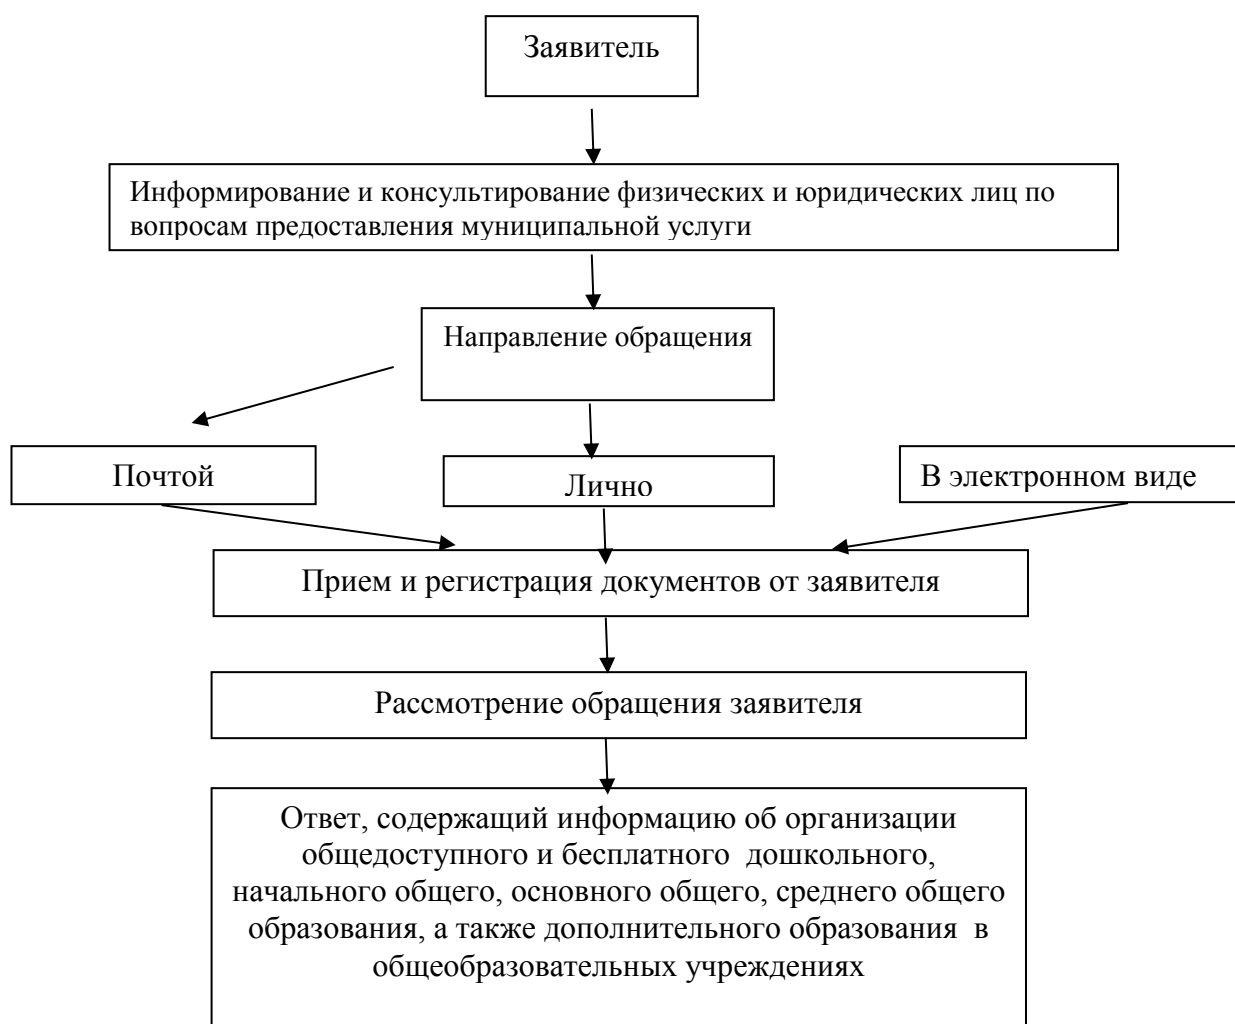 Заявитель
Информирование и консультирование физических и юридических лиц по
вопросам предоставления муниципальной услуги
Направление обращения
Почтой
Лично
В электронном виде
Прием и регистрация документов от заявителя
Рассмотрение обращения заявителя
Ответ, содержащий информацию об организации
общедоступного и бесплатного дошкольного,
начального общего, основного общего, среднего общего
образования, а также дополнительного образования в
общеобразовательных учреждениях